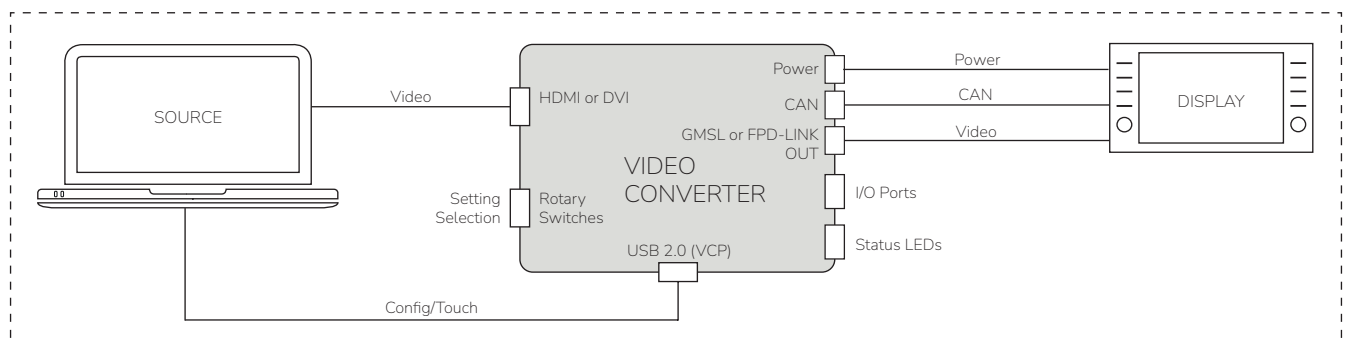 SOURCE
Video
HDMI or DVI
Setting
Selection
Rotary
Switches
VIDEO
CONVERTER
USB 2.0 (VCP)
Config/Touch
Power
CAN
GMSL or FPD-LINK
OUT
I/O Ports
Status LEDs
Power
CAN
Video
DISPLAY